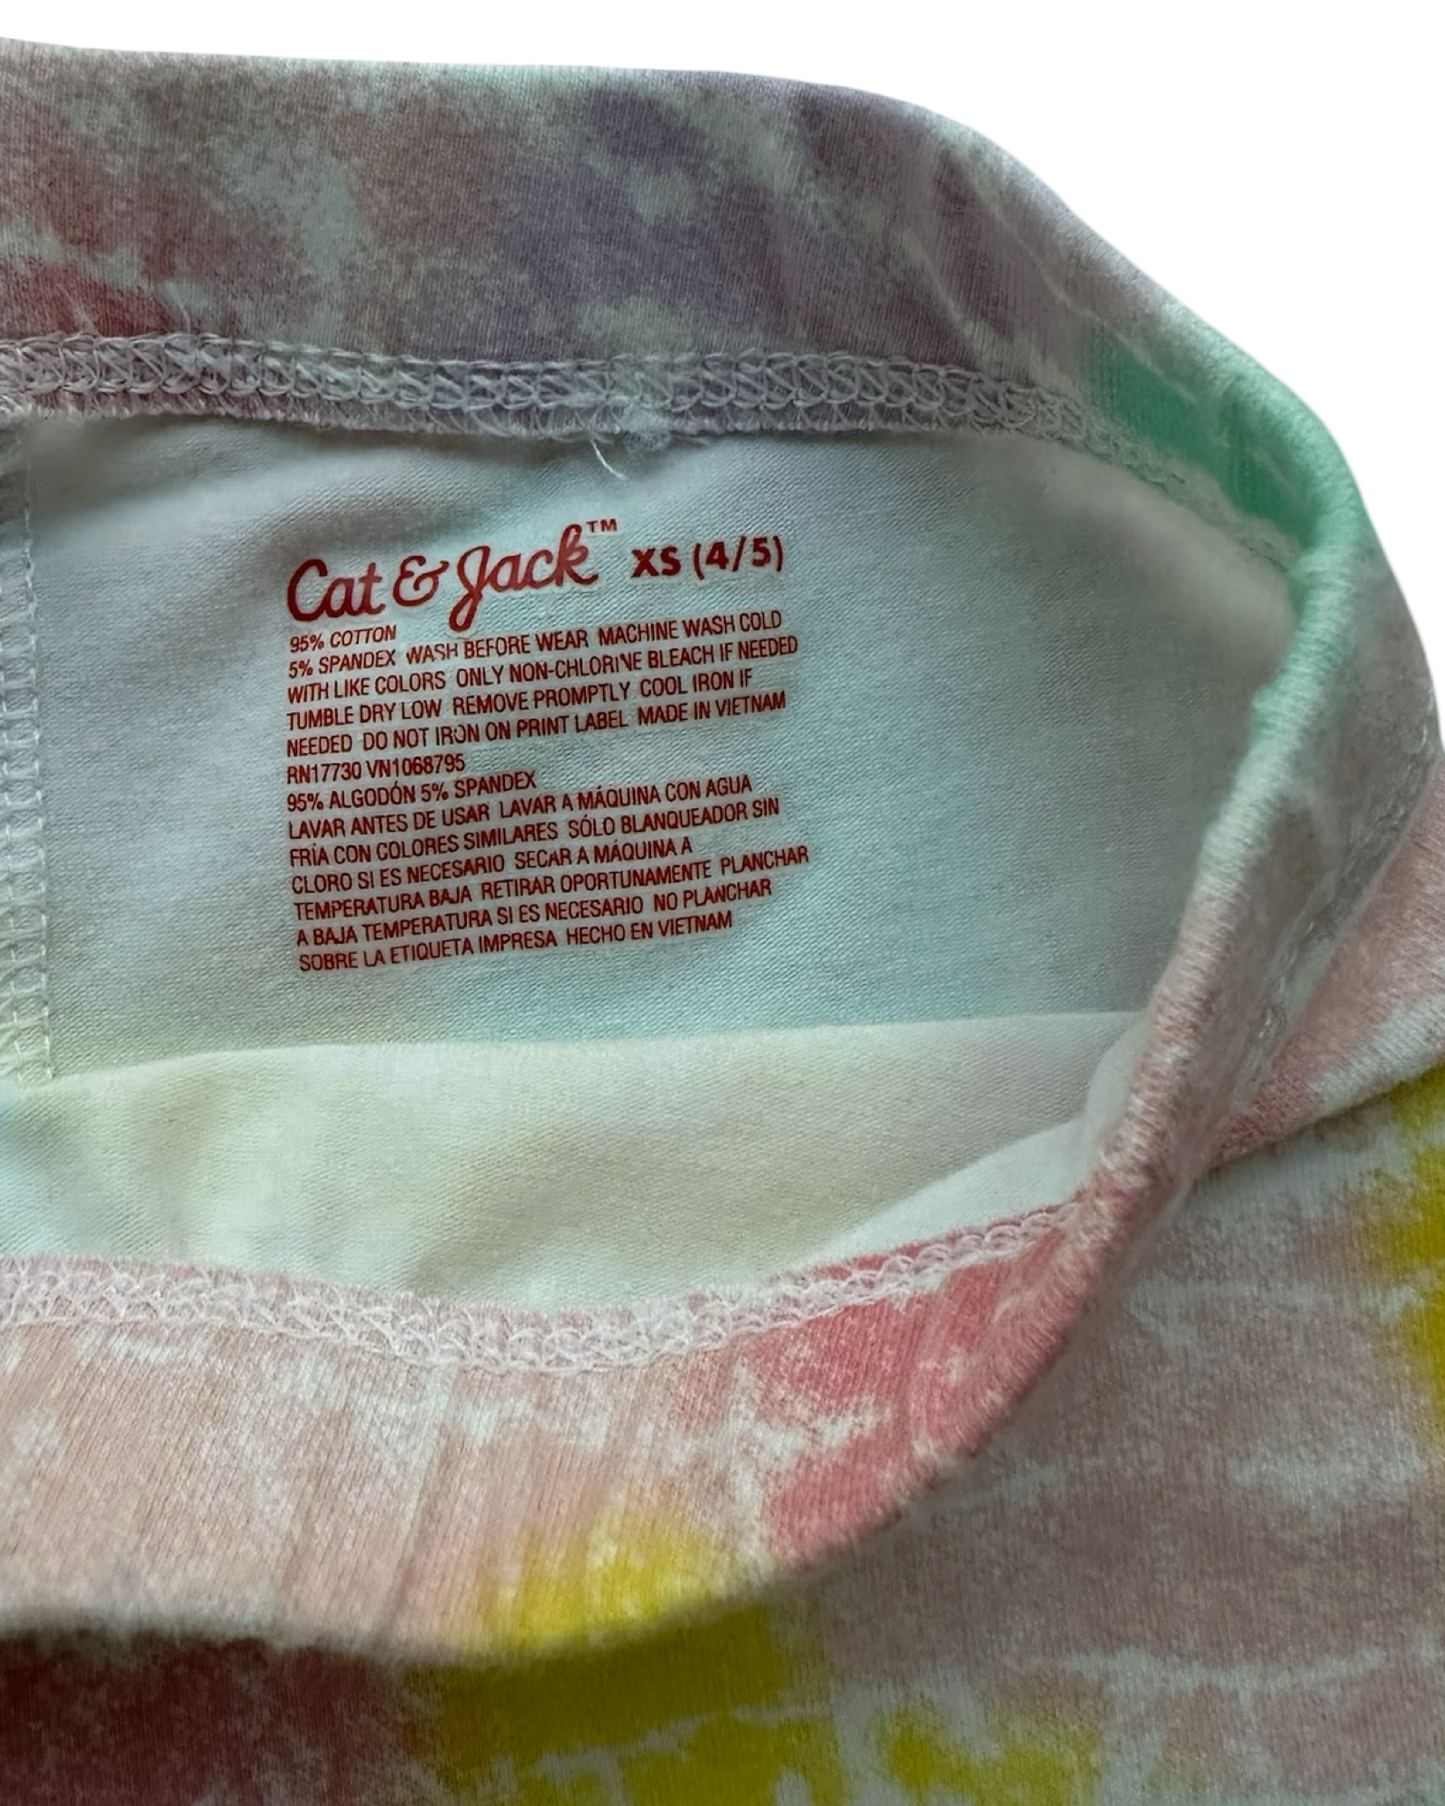 Cat & Jack™ XS (4/5)
95% COTTON
5% SPANDEX WASH BEFORE WEAR MACHINE WASH COLD
WITH LIKE COLORS ONLY NON-CHLORINE BLEACH IF NEEDED
TUMBLE DRY LOW REMOVE PROMPTLY COOL IRON IF
NEEDED DO NOT IRON ON PRINT LABEL MADE IN VIETNAM
RN17730 VN1068795
95% ALGODÓN 5% SPANDEX
LAVAR ANTES DE USAR LAVAR A MÁQUINA CON AGUA
FRÍA CON COLORES SIMILARES SÓLO BLANQUEADOR SIN
CLORO SI ES NECESARIO SECAR A MÁQUINA A
TEMPERATURA BAJA RETIRAR OPORTUNAMENTE PLANCHAR
A BAJA TEMPERATURA SI ES NECESARIO NO PLANCHAR
SOBRE LA ETIQUETA IMPRESA HECHO EN VIETNAM